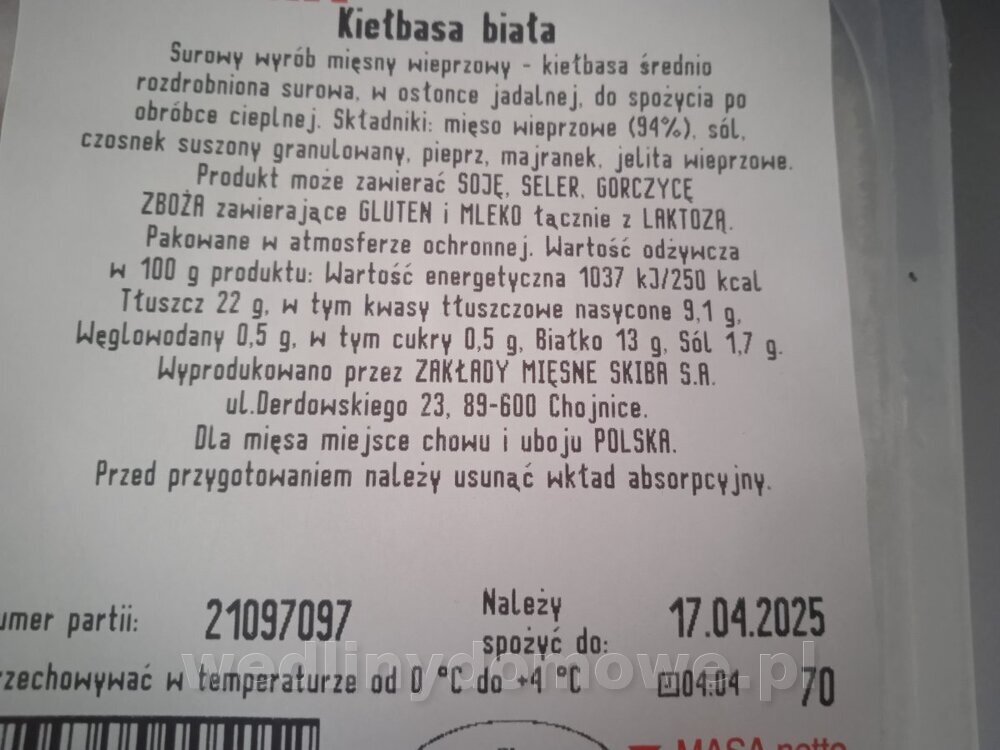 Kiełbasa biała
Surowy wyrób mięsny wieprzowy - kiełbasa średnio
rozdrobniona surowa, w osłonce jadalnej, do spożycia po
obróbce cieplnej. Składniki: mięso wieprzowe (94%), sól,
czosnek suszony granulowany, pieprz, majranek, jelita wieprzowe.
Produkt może zawierać SOJĘ, SELER, GORCZYCĘ
ZBOŻA zawierające GLUTEN i MLEKO łącznie z LAKTOZĄ.
Pakowane w atmosferze ochronnej. Wartość odżywcza
w 100 g produktu: Wartość energetyczna 1037 kJ/250 kcal
Tłuszcz 22 g, w tym kwasy tłuszczowe nasycone 9,1 g,
Węglowodany 0,5 g, w tym cukry 0,5 g, Białko 13 g, Sól 1,7 g.
Wyprodukowano przez ZAKŁADY MIĘSNE SKIBA S.A.
ul.Derdowskiego 23, 89-600 Chojnice.
Dla mięsa miejsce chowu i uboju POLSKA.
Przed przygotowaniem należy usunąć wkład absorpcyjny.
umer partii: 21097097 Należy spożyć do: 17.04.2025
wedlinydomowe.pl
rzechowywać w temperaturze od 0 °C do +4 °C 04.04 70
MASA netto